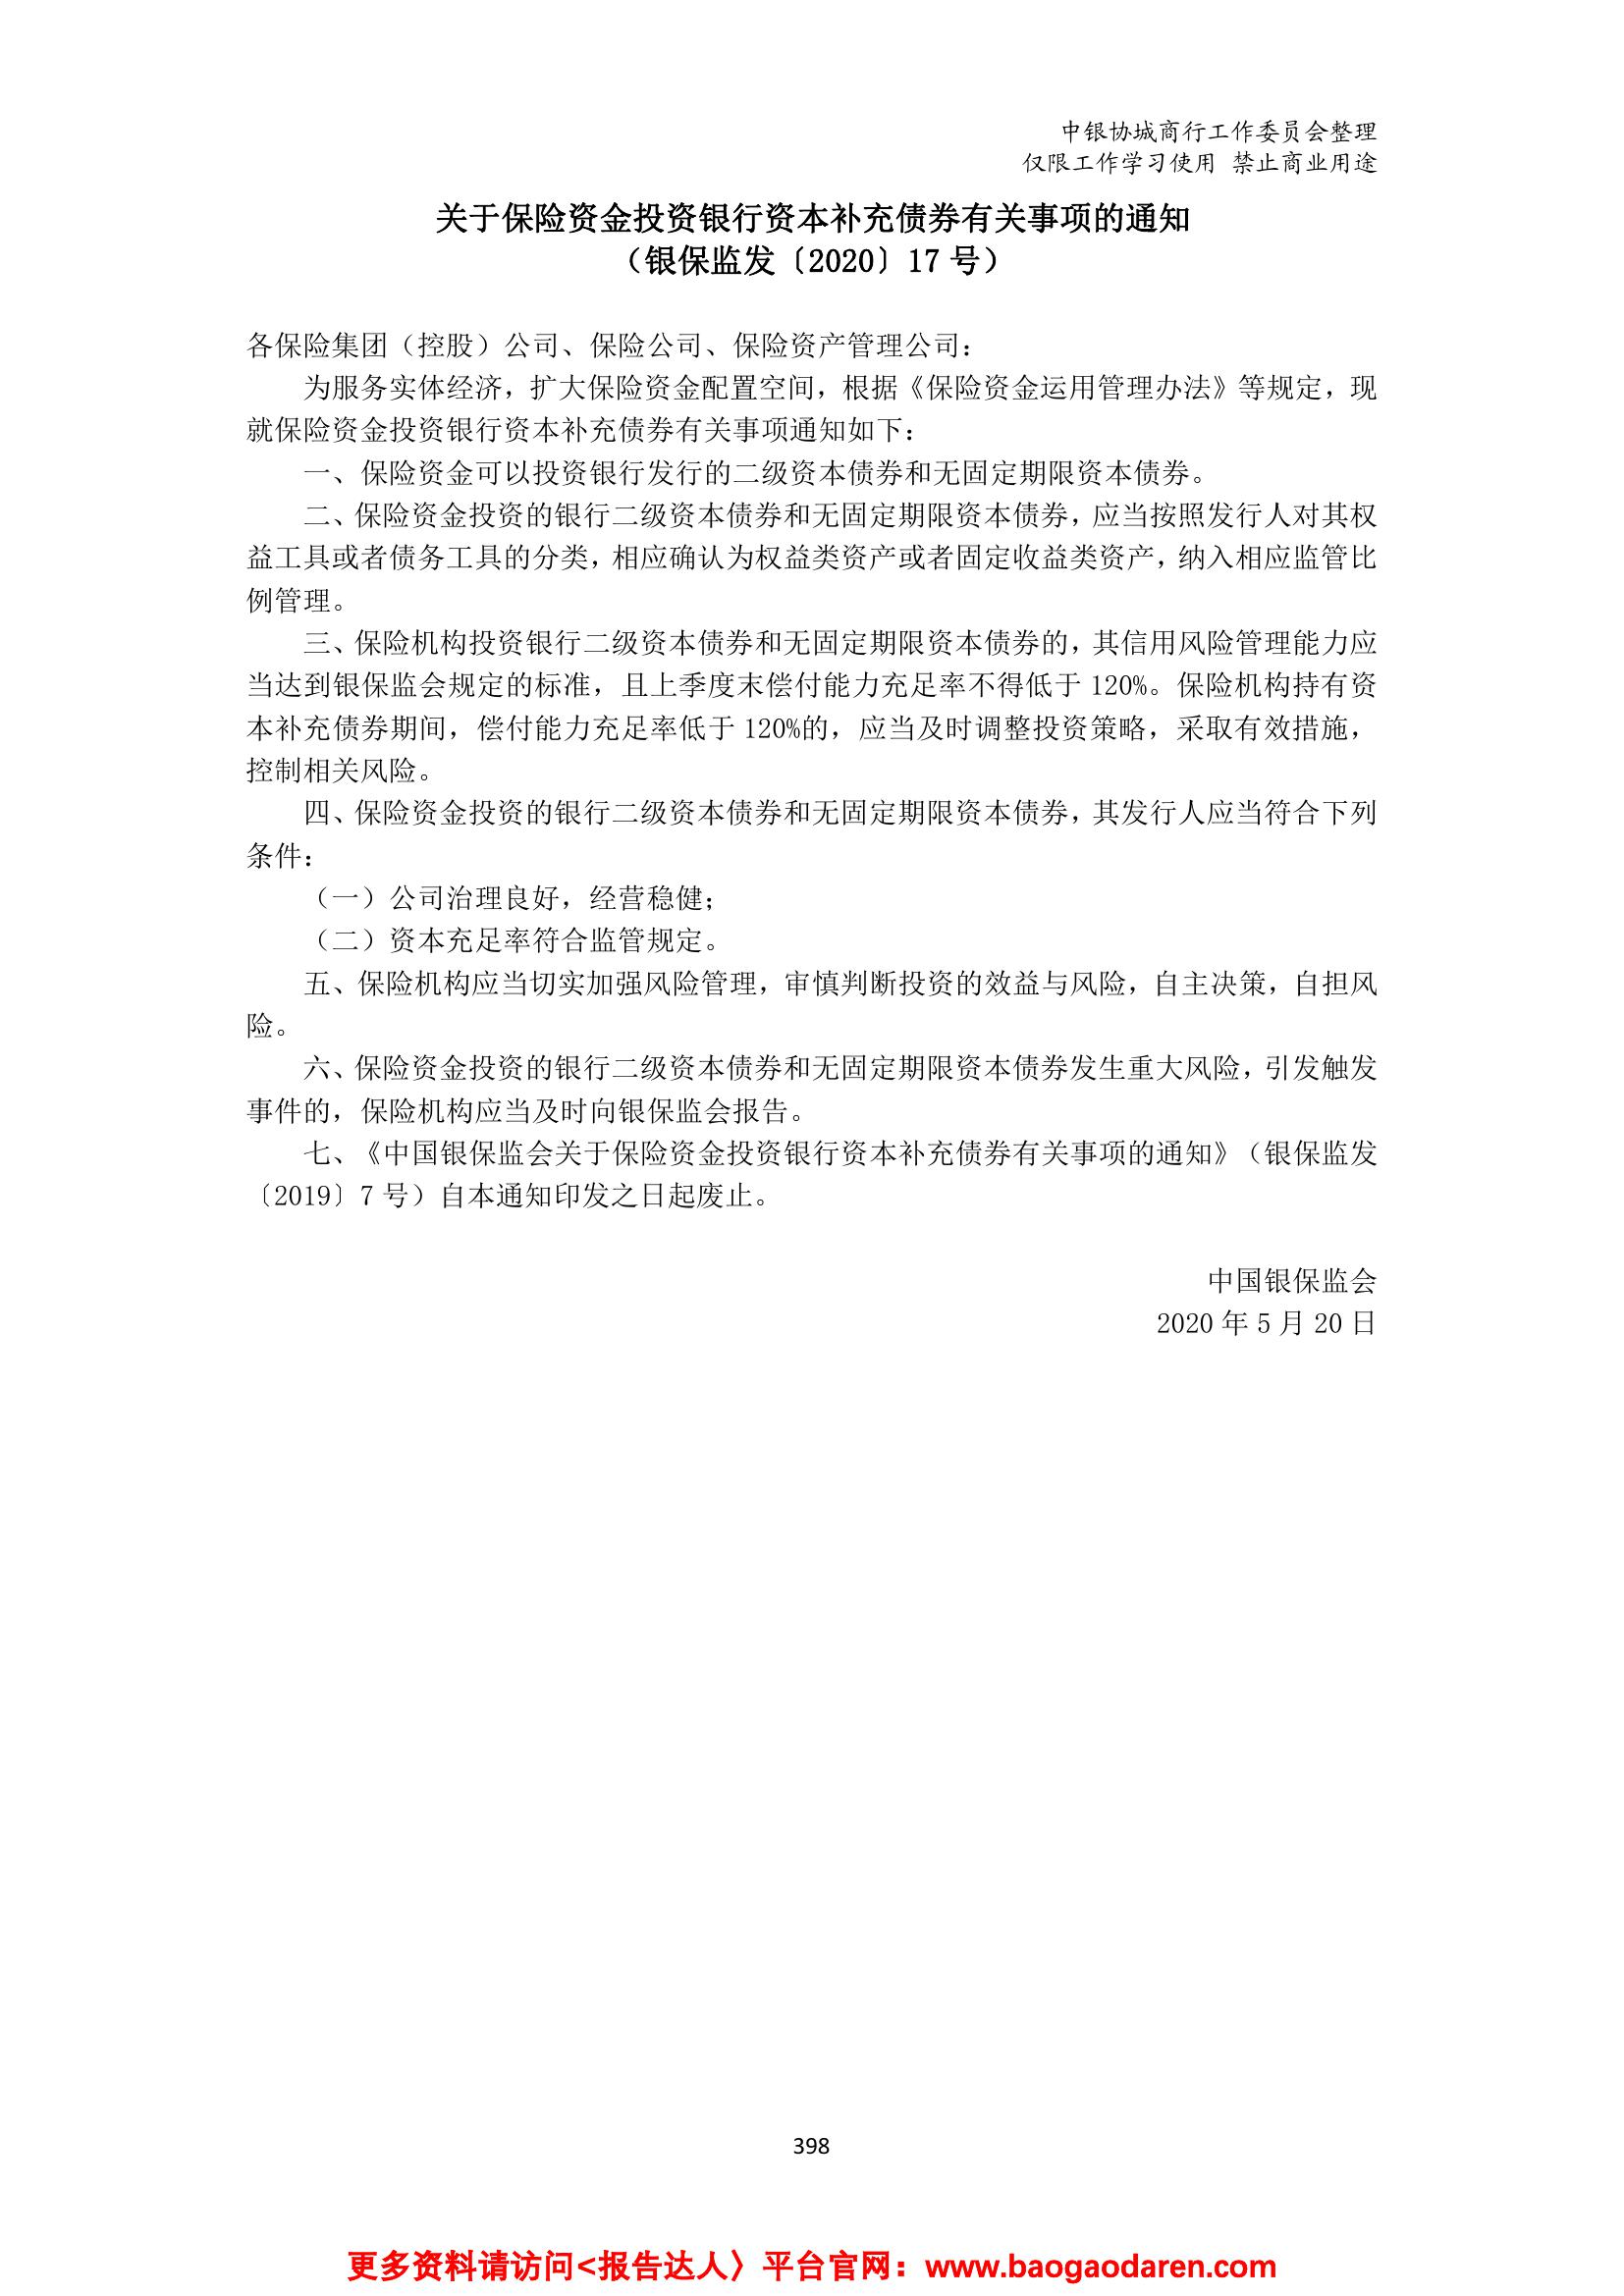 中银协城商行工作委员会整理
仅限工作学习使用 禁止商业用途
关于保险资金投资银行资本补充债券有关事项的通知
（银保监发〔2020〕17 号）
各保险集团（控股）公司、保险公司、保险资产管理公司：
为服务实体经济，扩大保险资金配置空间，根据《保险资金运用管理办法》等规定，现
就保险资金投资银行资本补充债券有关事项通知如下：
一、保险资金可以投资银行发行的二级资本债券和无固定期限资本债券。
二、保险资金投资的银行二级资本债券和无固定期限资本债券，应当按照发行人对其权
益工具或者债务工具的分类，相应确认为权益类资产或者固定收益类资产，纳入相应监管比
例管理。
三、保险机构投资银行二级资本债券和无固定期限资本债券的，其信用风险管理能力应
当达到银保监会规定的标准，且上季度末偿付能力充足率不得低于 120%。保险机构持有资
本补充债券期间，偿付能力充足率低于 120%的，应当及时调整投资策略，采取有效措施，
控制相关风险。
四、保险资金投资的银行二级资本债券和无固定期限资本债券，其发行人应当符合下列
条件：
（一）公司治理良好，经营稳健；
（二）资本充足率符合监管规定。
五、保险机构应当切实加强风险管理，审慎判断投资的效益与风险，自主决策，自担风
险。
六、保险资金投资的银行二级资本债券和无固定期限资本债券发生重大风险，引发触发
事件的，保险机构应当及时向银保监会报告。
七、《中国银保监会关于保险资金投资银行资本补充债券有关事项的通知》（银保监发
〔2019〕7 号）自本通知印发之日起废止。
中国银保监会
2020 年 5 月 20 日
398
更多资料请访问<报告达人〉平台官网：www.baogaodaren.com